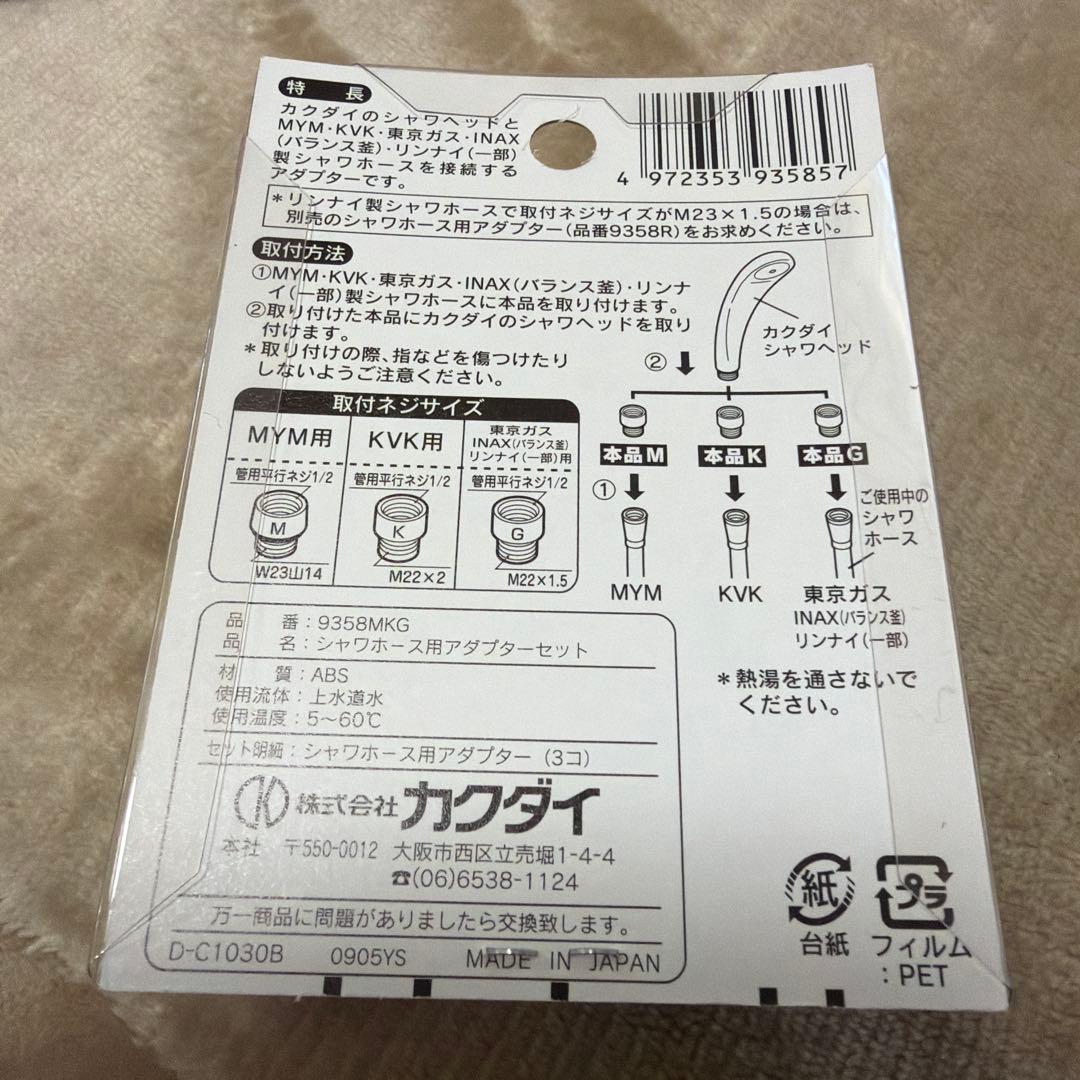 特長
カクダイのシャワヘッドと
MYM・KVK・東京ガス・INAX
(バランス釜)・リンナイ(一部)
製シャワホースを接続する
アダプターです。
4 972353 935857
*リンナイ製シャワホースで取付ネジサイズがM23×1.5の場合は、
別売のシャワホース用アダプター(品番9358R)をお求めください。
取付方法
①MYM・KVK・東京ガス・INAX(バランス釜)・リンナ
イ(一部)製シャワホースに本品を取り付けます。
②取り付けた本品にカクダイのシャワヘッドを取り
付けます。
*取り付けの際、指などを傷つけたり
しないようご注意ください。
カクダイ
シャワヘッド
②
本品M 本品K 本品G
①
ご使用中の
シャワ
ホース
MYM KVK 東京ガス
INAX(バランス釜)
リンナイ(一部)
*熱湯を通さないで
ください。
取付ネジサイズ
MYM用 KVK用 東京ガス
INAX(バランス釜)
リンナイ(一部)用
管用平行ネジ1/2 管用平行ネジ1/2 管用平行ネジ1/2
M K G
W23山14 M22×2 M22×1.5
品番:9358MKG
品名:シャワホース用アダプターセット
材質:ABS
使用流体:上水道水
使用温度:5~60℃
セット明細:シャワホース用アダプター(3コ)
株式会社カクダイ
本社 〒550-0012 大阪市西区立売堀1-4-4
☎(06)6538-1124
万一商品に問題がありましたら交換致します。
D-C1030B 0905YS MADE IN JAPAN
紙 プラ
台紙 フィルム
:PET